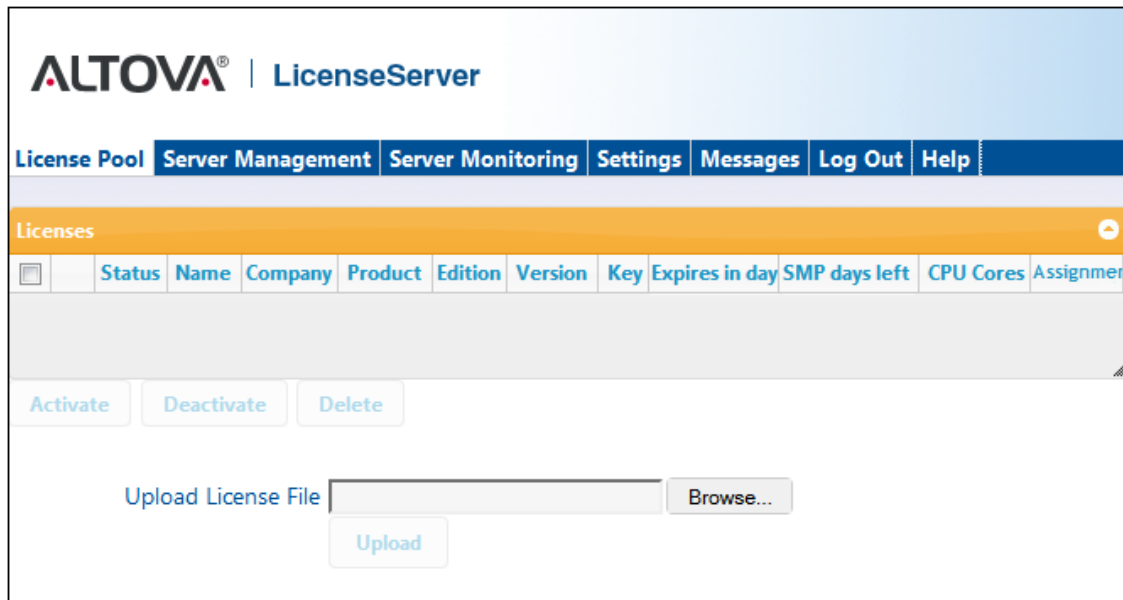 ALTOVA® | LicenseServer
License Pool Server Management Server Monitoring Settings Messages Log Out Help
Licenses
Status Name Company Product Edition Version Key Expires in day SMP days left CPU Cores Assignmer
Activate Deactivate Delete
Upload License File Browse...
Upload